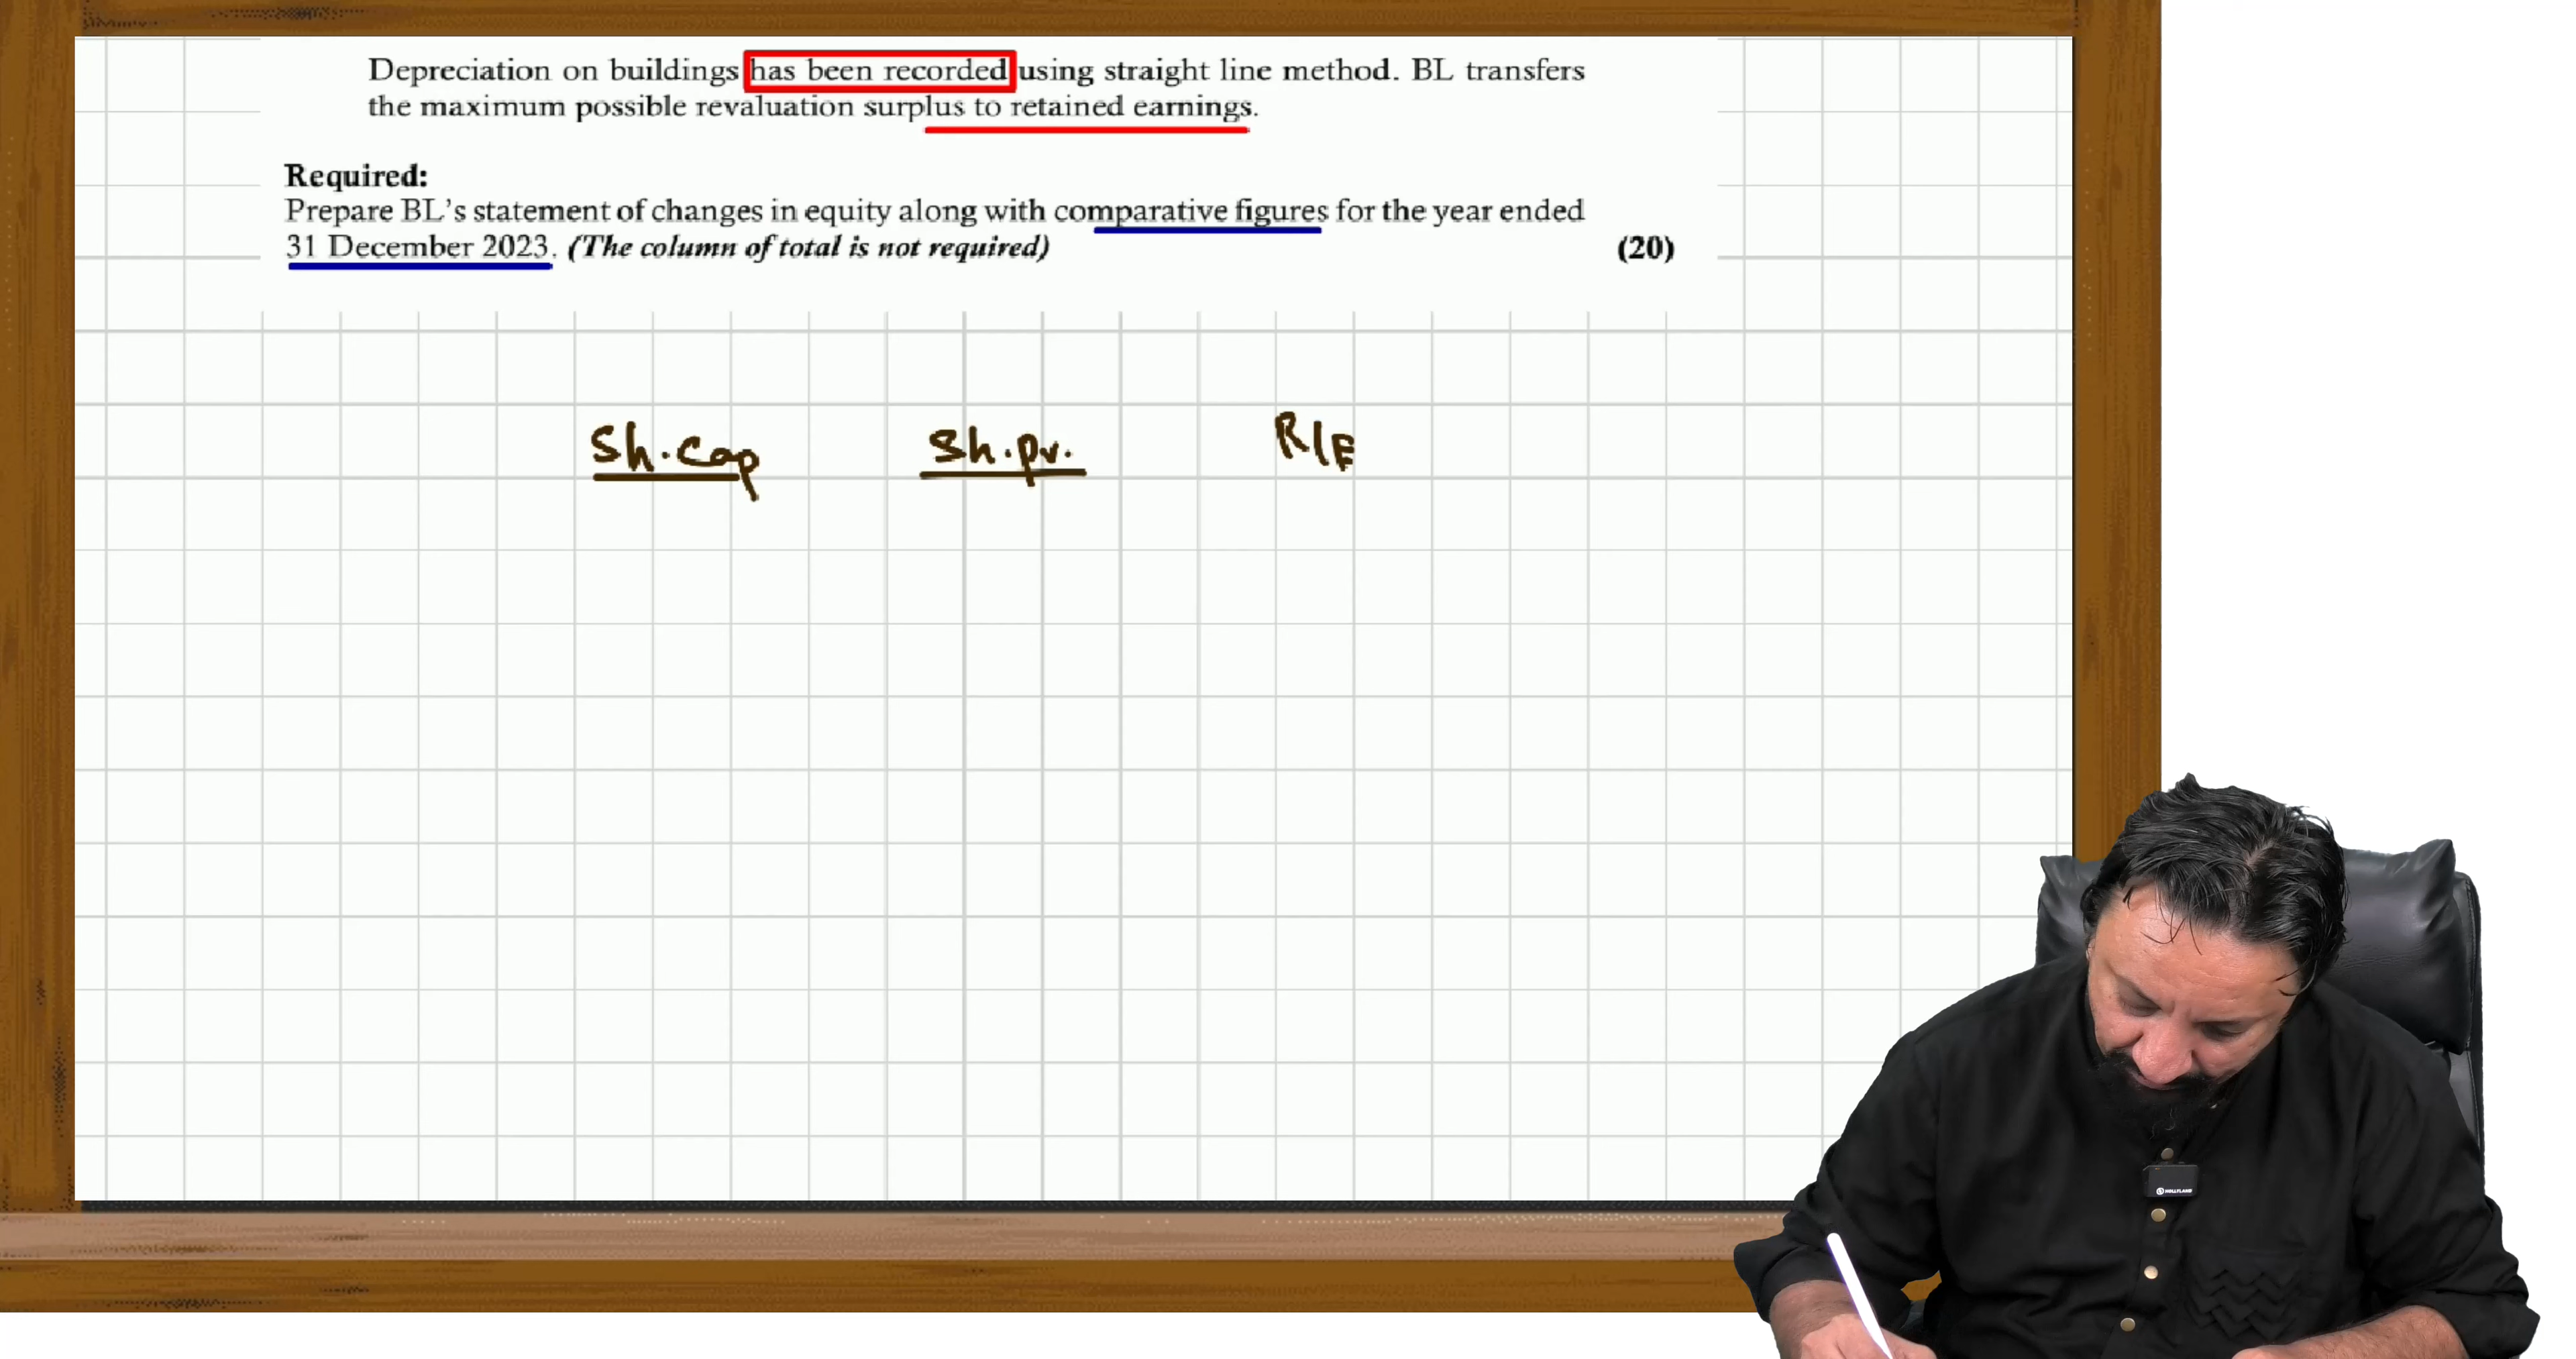 Depreciation on buildings has been recorded using straight line method. BL transfers
the maximum possible revaluation surplus to retained earnings.
Required:
Prepare BL's statement of changes in equity along with comparative figures for the year ended
31 December 2023. (The column of total is not required) (20)
Sh. Cap Sh. pr. R/E
HOLLYLAND